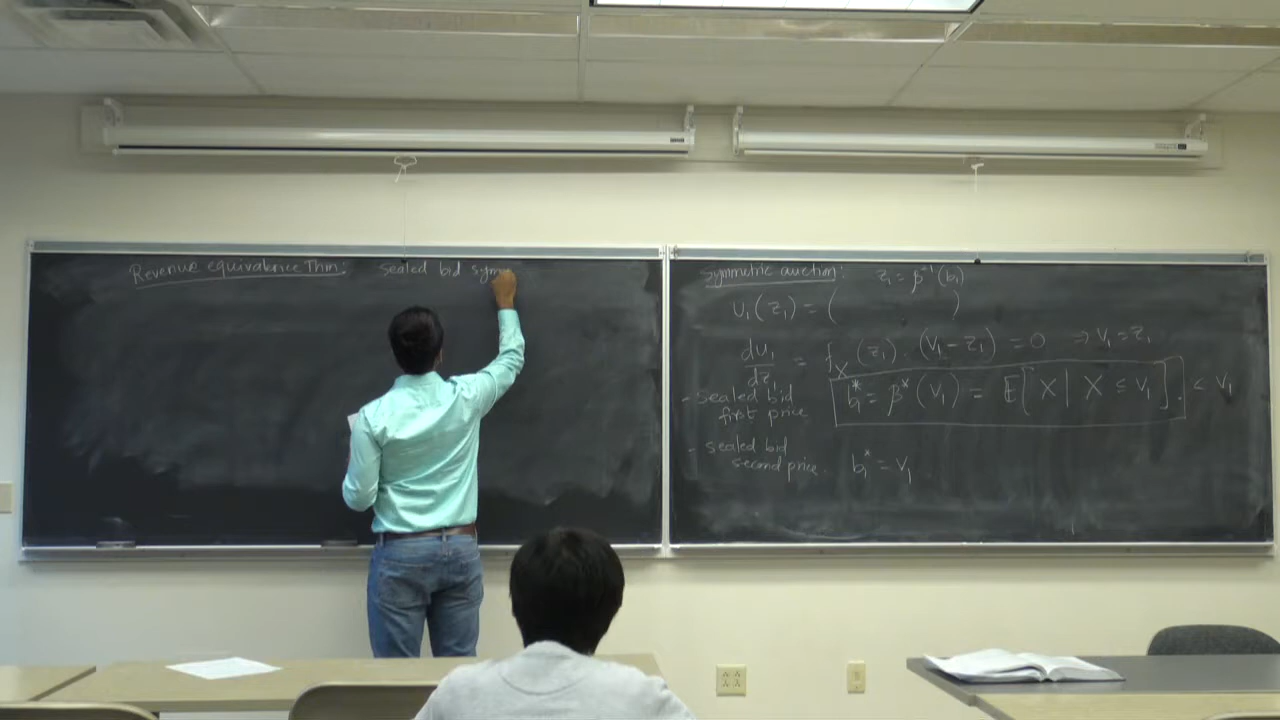 Revenue equivalence Thm: sealed bid sym
Symmetric auction: z₁ = β⁻¹(b₁)
U₁(z₁) = ( )
dU₁/dz₁ = f_X(z₁) · (V₁ − z₁) = 0 ⇒ V₁ = z₁
- sealed bid first price b₁* = β*(V₁) = E[X | X ≤ V₁] . ≤ V₁
- sealed bid second price. b₁* = V₁